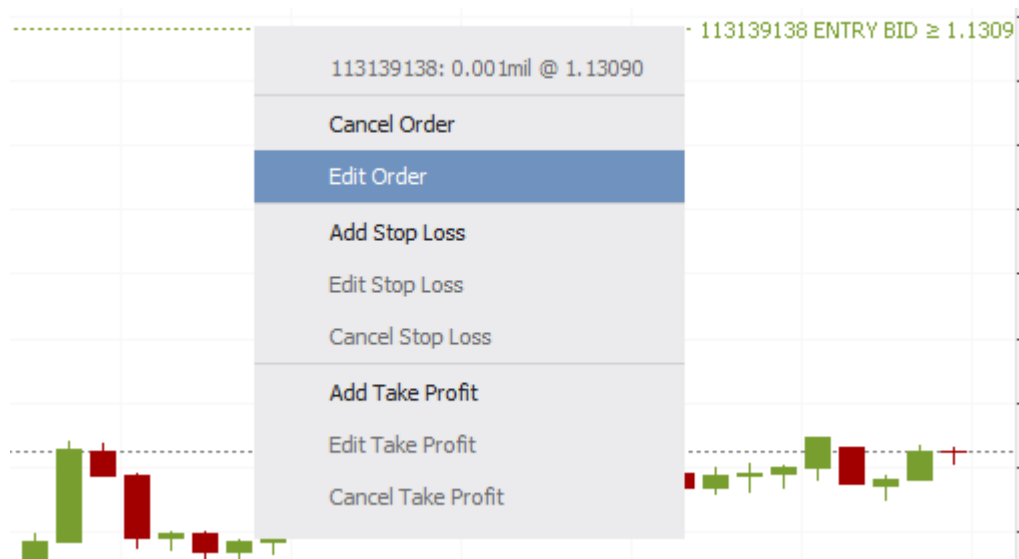 113139138 ENTRY BID ≥ 1.1309
113139138: 0.001mil @ 1.13090
Cancel Order
Edit Order
Add Stop Loss
Edit Stop Loss
Cancel Stop Loss
Add Take Profit
Edit Take Profit
Cancel Take Profit